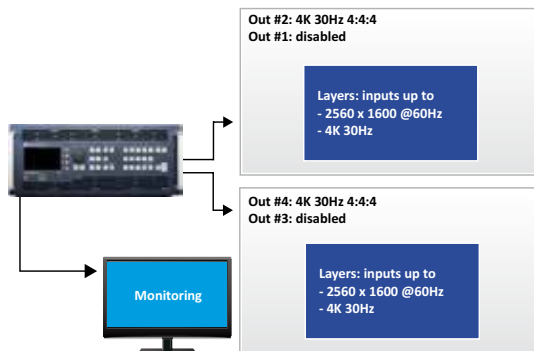 Out #2: 4K 30Hz 4:4:4
Out #1: disabled
Layers: inputs up to
- 2560 x 1600 @60Hz
- 4K 30Hz
Out #4: 4K 30Hz 4:4:4
Out #3: disabled
Layers: inputs up to
- 2560 x 1600 @60Hz
- 4K 30Hz
Monitoring